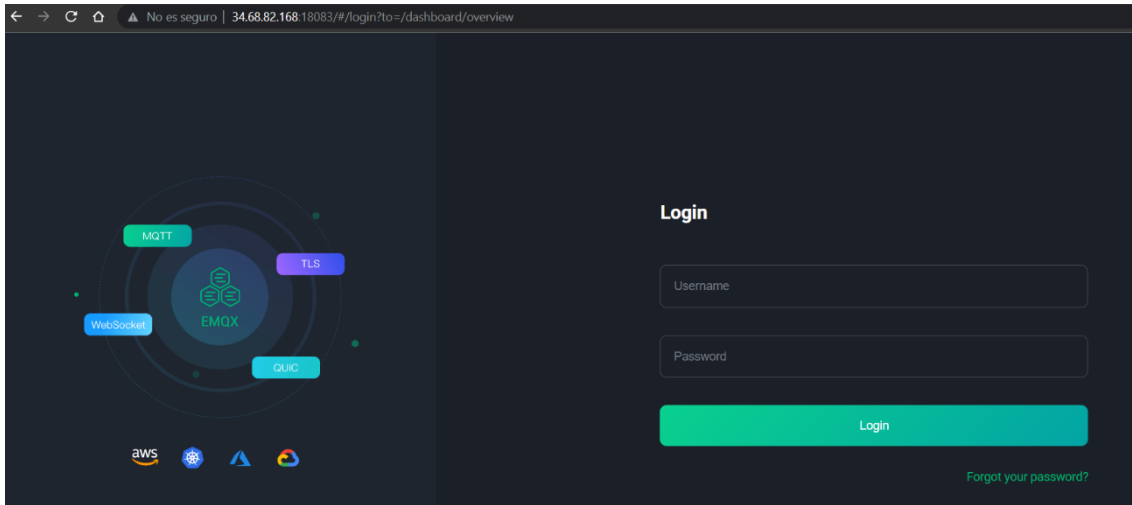 No es seguro | 34.68.82.168:18083/#/login?to=/dashboard/overview
MQTT
TLS
EMQX
WebSocket
QUIC
aws
Login
Username
Password
Login
Forgot your password?